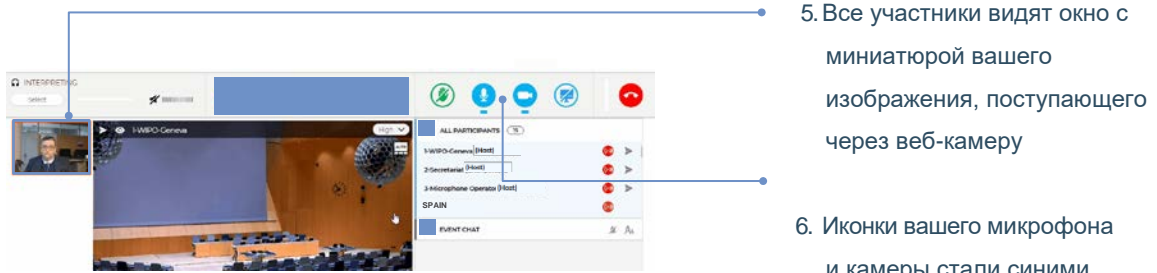 5. Все участники видят окно с
миниатюрой вашего
изображения, поступающего
через веб-камеру
INTERPRETING
Select
1-WIPO-Geneva
High
ALL PARTICIPANTS
1-WIPO-Geneva (Host)
2-Secretariat (Host)
3-Microphone Operator (Host)
SPAIN
EVENT CHAT
6. Иконки вашего микрофона
и камеры стали синими